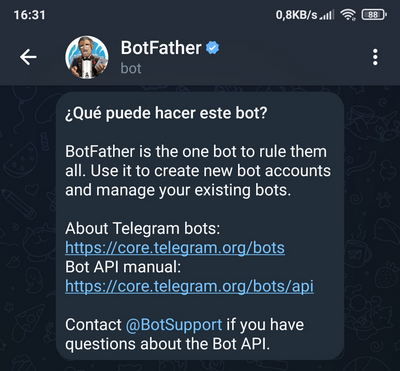 16:31
0,8KB/s
88
BotFather
bot
¿Qué puede hacer este bot?
BotFather is the one bot to rule them
all. Use it to create new bot accounts
and manage your existing bots.
About Telegram bots:
https://core.telegram.org/bots
Bot API manual:
https://core.telegram.org/bots/api
Contact @BotSupport if you have
questions about the Bot API.